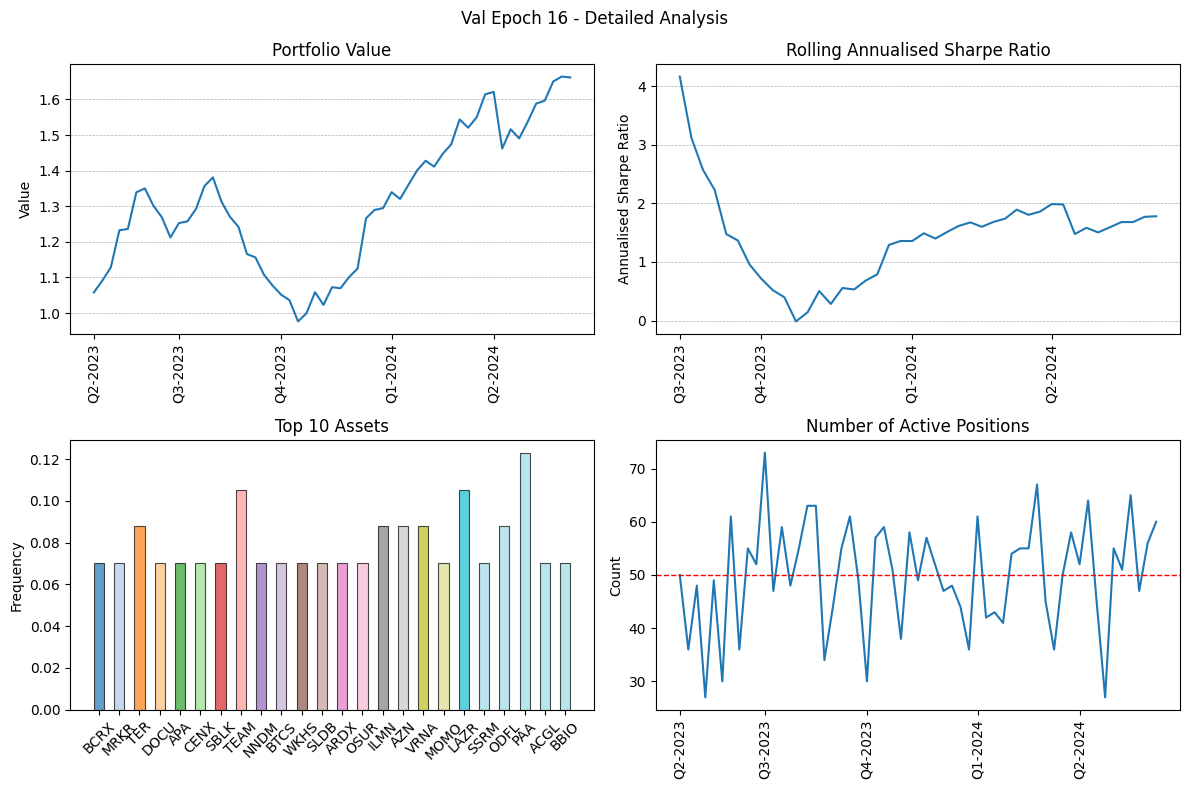 Val Epoch 16 - Detailed Analysis
Portfolio Value
Value
1.6
1.5
1.4
1.3
1.2
1.1
1.0
Q2-2023
Q3-2023
Q4-2023
Q1-2024
Q2-2024
Rolling Annualised Sharpe Ratio
Annualised Sharpe Ratio
4
3
2
1
0
Q3-2023
Q4-2023
Q1-2024
Q2-2024
Top 10 Assets
Frequency
0.12
0.10
0.08
0.06
0.04
0.02
0.00
BCRX
MRKR
TER
DOCU
APA
CENX
SBLK
TEAM
NNDM
BTCS
WKHS
SLDB
ARDX
OSUR
ILMN
AZN
VRNA
MOMO
LAZR
SSRM
ODFL
PAA
ACGL
BBIO
Number of Active Positions
Count
70
60
50
40
30
Q2-2023
Q3-2023
Q4-2023
Q1-2024
Q2-2024